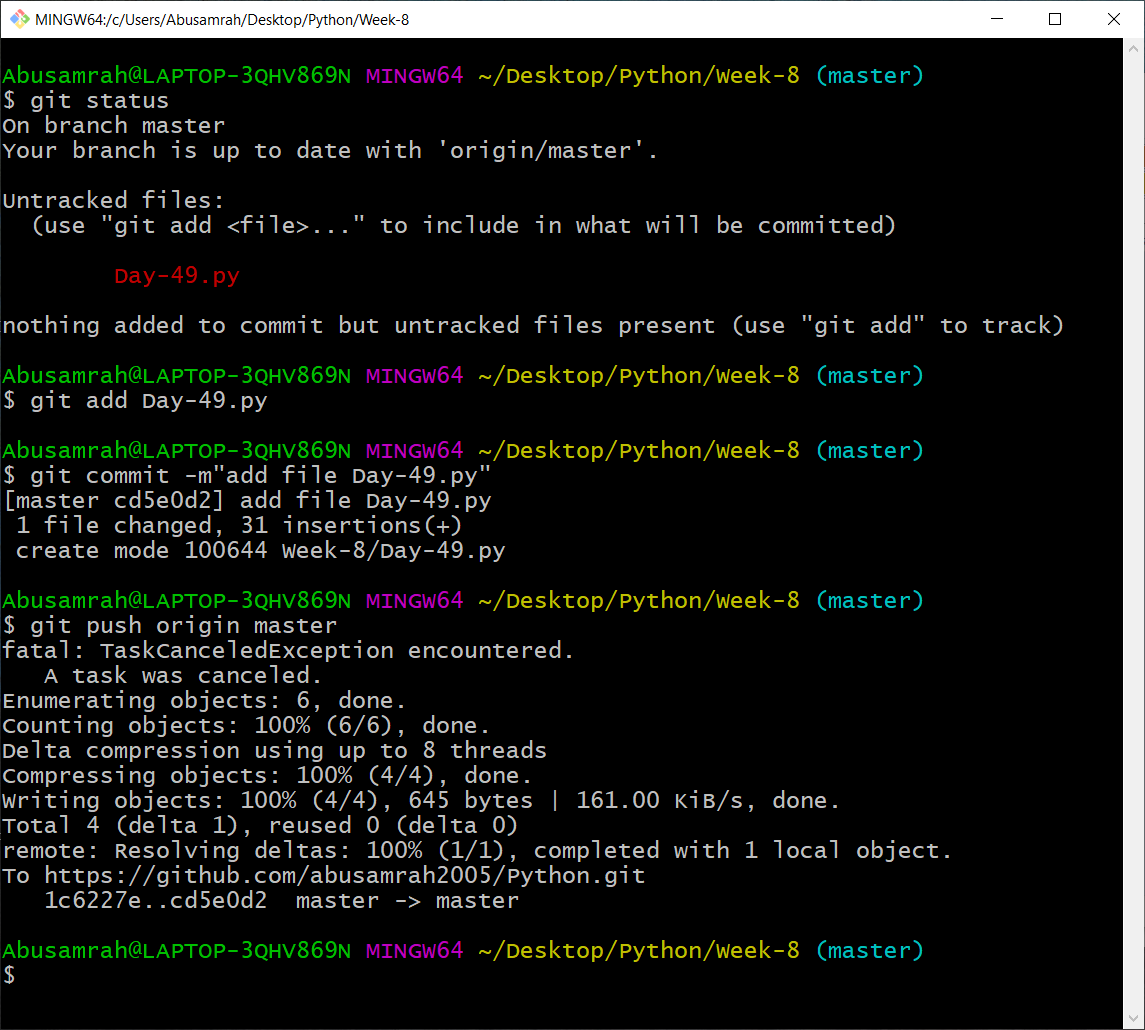 MINGW64:/c/Users/Abusamrah/Desktop/Python/Week-8
Abusamrah@LAPTOP-3QHV869N MINGW64 ~/Desktop/Python/Week-8 (master)
$ git status
On branch master
Your branch is up to date with 'origin/master'.
Untracked files:
  (use "git add <file>..." to include in what will be committed)
        Day-49.py
nothing added to commit but untracked files present (use "git add" to track)
Abusamrah@LAPTOP-3QHV869N MINGW64 ~/Desktop/Python/Week-8 (master)
$ git add Day-49.py
Abusamrah@LAPTOP-3QHV869N MINGW64 ~/Desktop/Python/Week-8 (master)
$ git commit -m"add file Day-49.py"
[master cd5e0d2] add file Day-49.py
 1 file changed, 31 insertions(+)
 create mode 100644 Week-8/Day-49.py
Abusamrah@LAPTOP-3QHV869N MINGW64 ~/Desktop/Python/Week-8 (master)
$ git push origin master
fatal: TaskCanceledException encountered.
   A task was canceled.
Enumerating objects: 6, done.
Counting objects: 100% (6/6), done.
Delta compression using up to 8 threads
Compressing objects: 100% (4/4), done.
Writing objects: 100% (4/4), 645 bytes | 161.00 KiB/s, done.
Total 4 (delta 1), reused 0 (delta 0)
remote: Resolving deltas: 100% (1/1), completed with 1 local object.
To https://github.com/abusamrah2005/Python.git
   1c6227e..cd5e0d2  master -> master
Abusamrah@LAPTOP-3QHV869N MINGW64 ~/Desktop/Python/Week-8 (master)
$